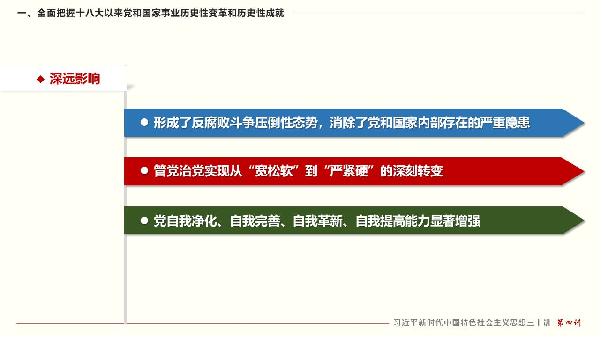 一、全面把握十八大以来党和国家事业历史性变革和历史性成就
深远影响
形成了反腐败斗争压倒性态势，消除了党和国家内部存在的严重隐患
管党治党实现从“宽松软”到“严紧硬”的深刻转变
党自我净化、自我完善、自我革新、自我提高能力显著增强
习近平新时代中国特色社会主义思想三十讲 第四讲